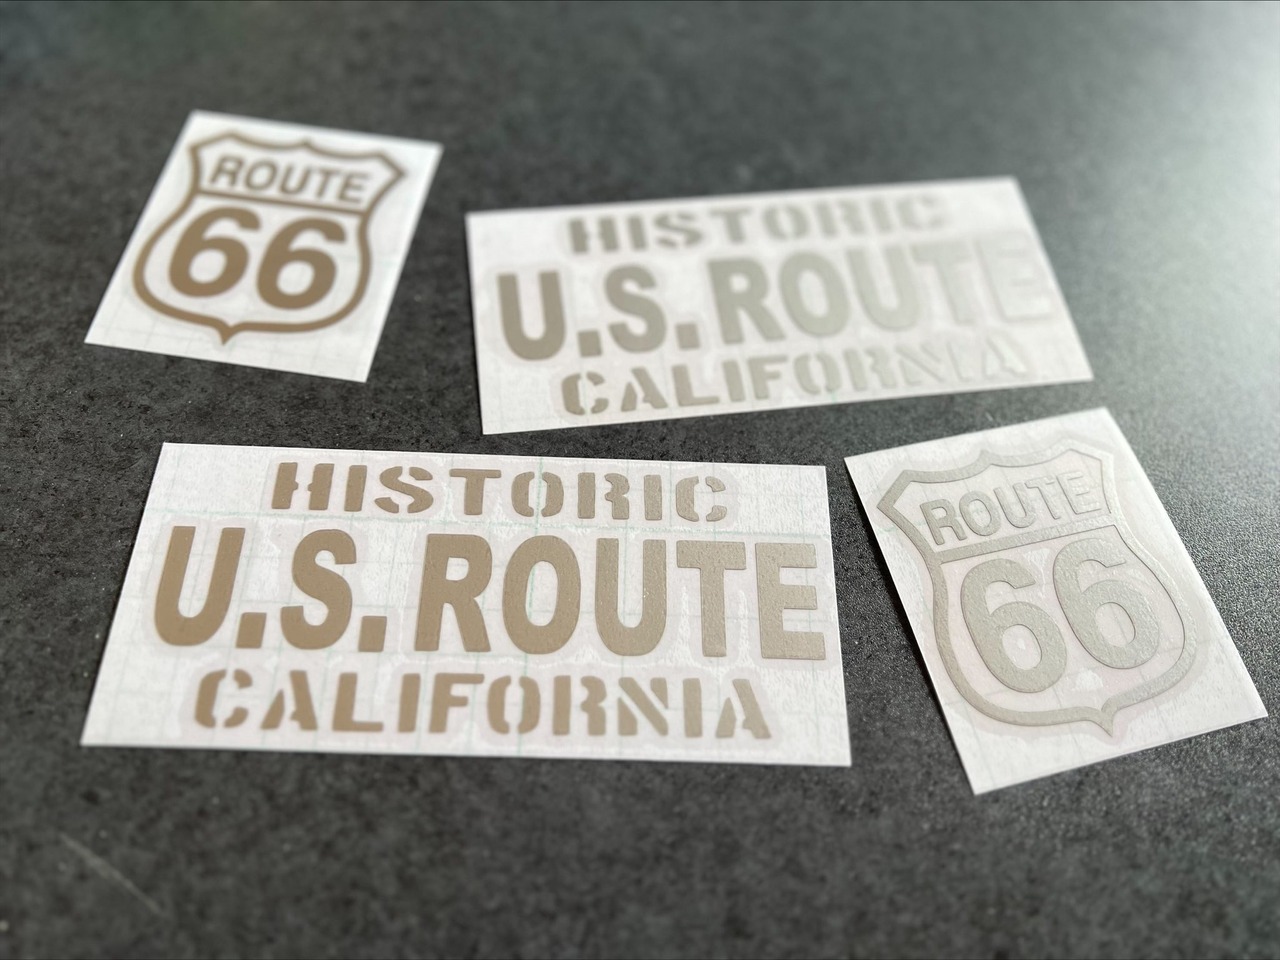 ROUTE
66
HISTORIC
U.S. ROUTE
CALIFORNIA
HISTORIC
U.S. ROUTE
CALIFORNIA
ROUTE
66